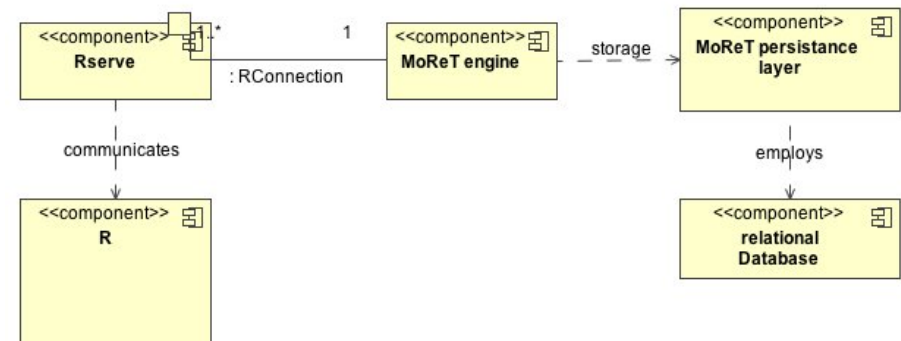 <<component>>
Rserve
1..*
1
: RConnection
<<component>>
MoReT engine
storage
<<component>>
MoReT persistance
layer
communicates
employs
<<component>>
R
<<component>>
relational
Database